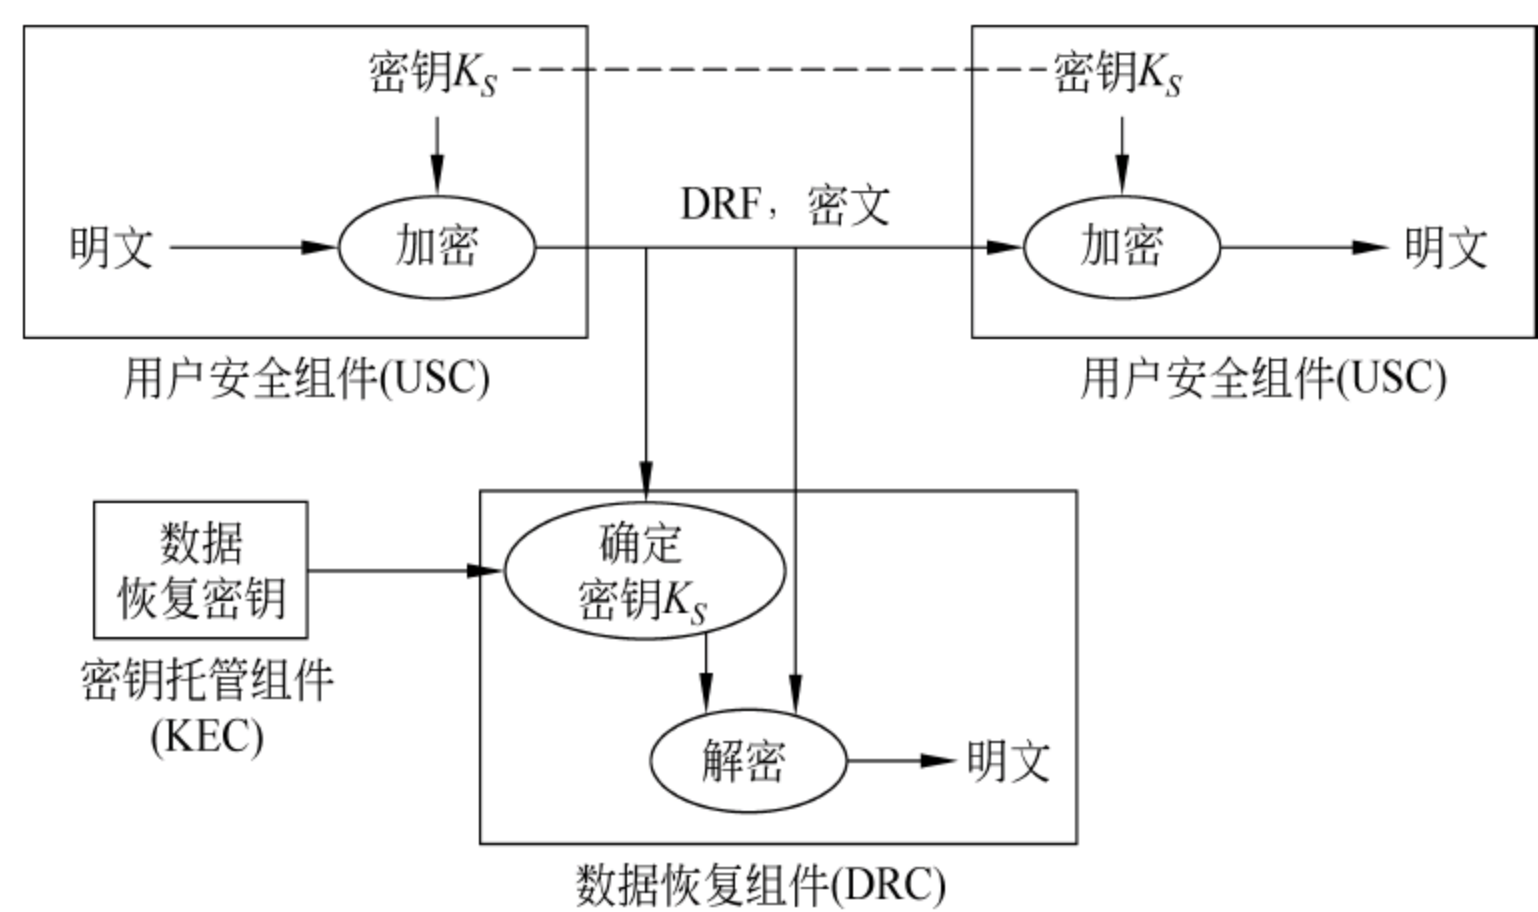 密钥K_S
密钥K_S
明文
加密
DRF，密文
加密
明文
用户安全组件(USC)
用户安全组件(USC)
数据
恢复密钥
密钥托管组件
(KEC)
确定
密钥K_S
解密
明文
数据恢复组件(DRC)